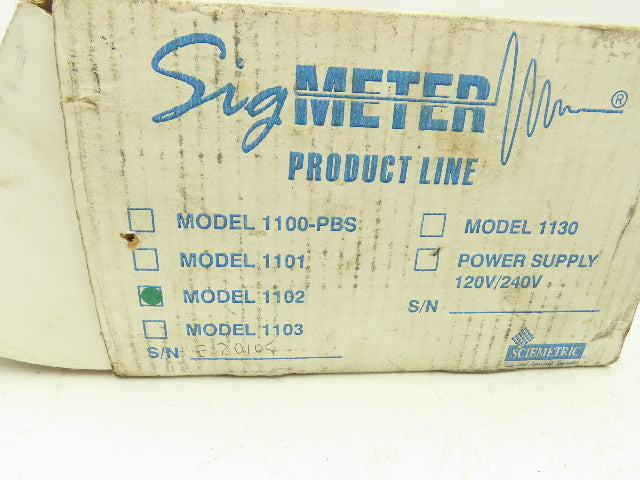 SigMETER ®
PRODUCT LINE
MODEL 1100-PBS
MODEL 1101
MODEL 1102
MODEL 1103
S/N
MODEL 1130
POWER SUPPLY
120V/240V
S/N
SCIEMETRIC